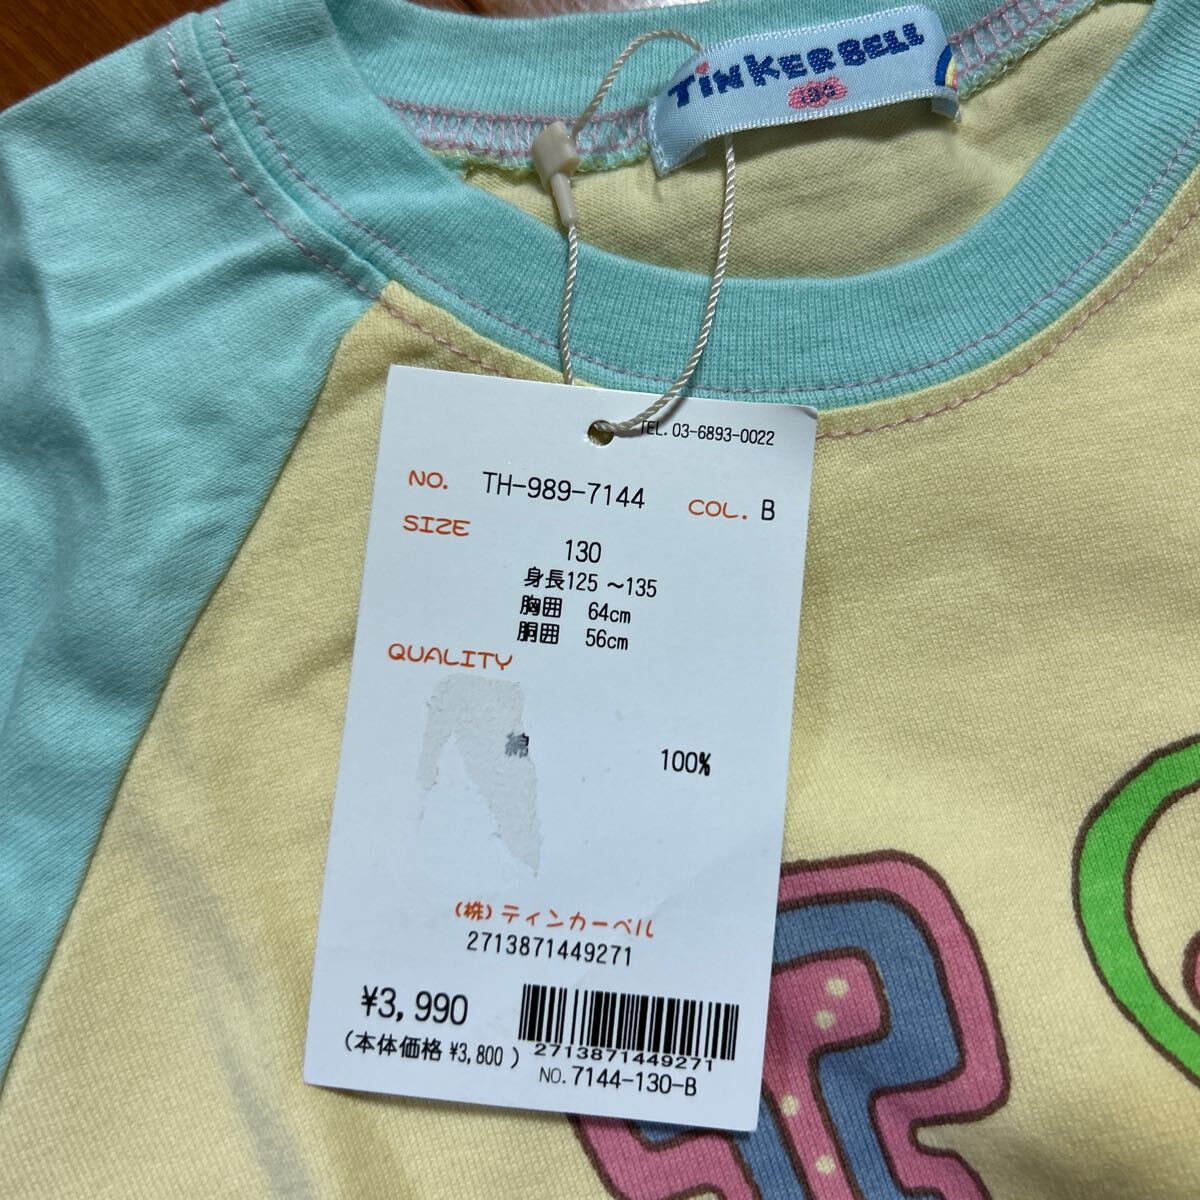 TINKERBELL
130
TEL. 03-6893-0022
NO. TH-989-7144 COL. B
SIZE
130
身長125 ～135
胸囲 64cm
胴囲 56cm
QUALITY
綿 100%
(株)ティンカーベル
2713871449271
¥3,990
(本体価格 ¥3,800 )
2713871449271
NO. 7144-130-B